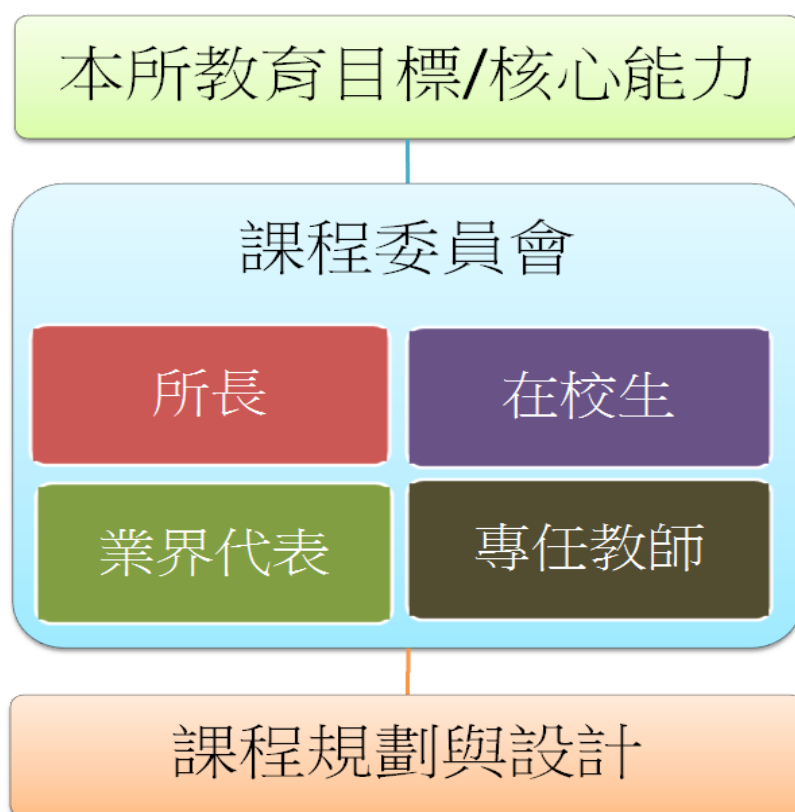 本所教育目標/核心能力
課程委員會
所長
在校生
業界代表
專任教師
課程規劃與設計